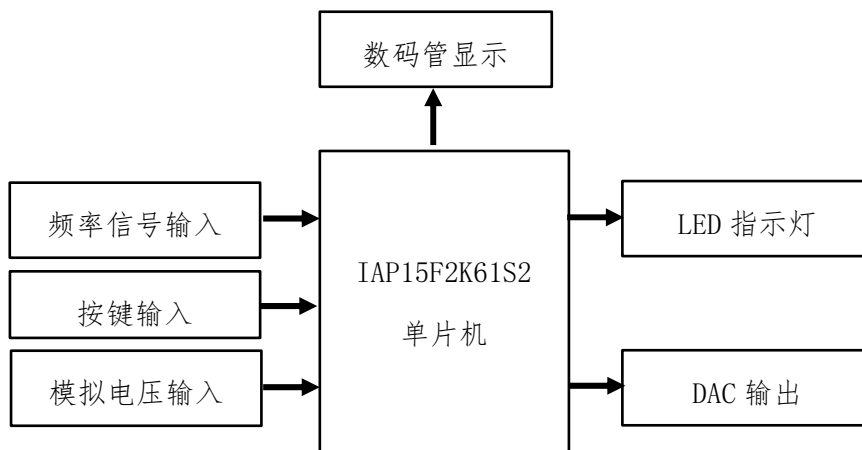 数码管显示
频率信号输入
按键输入
模拟电压输入
IAP15F2K61S2
单片机
LED 指示灯
DAC 输出